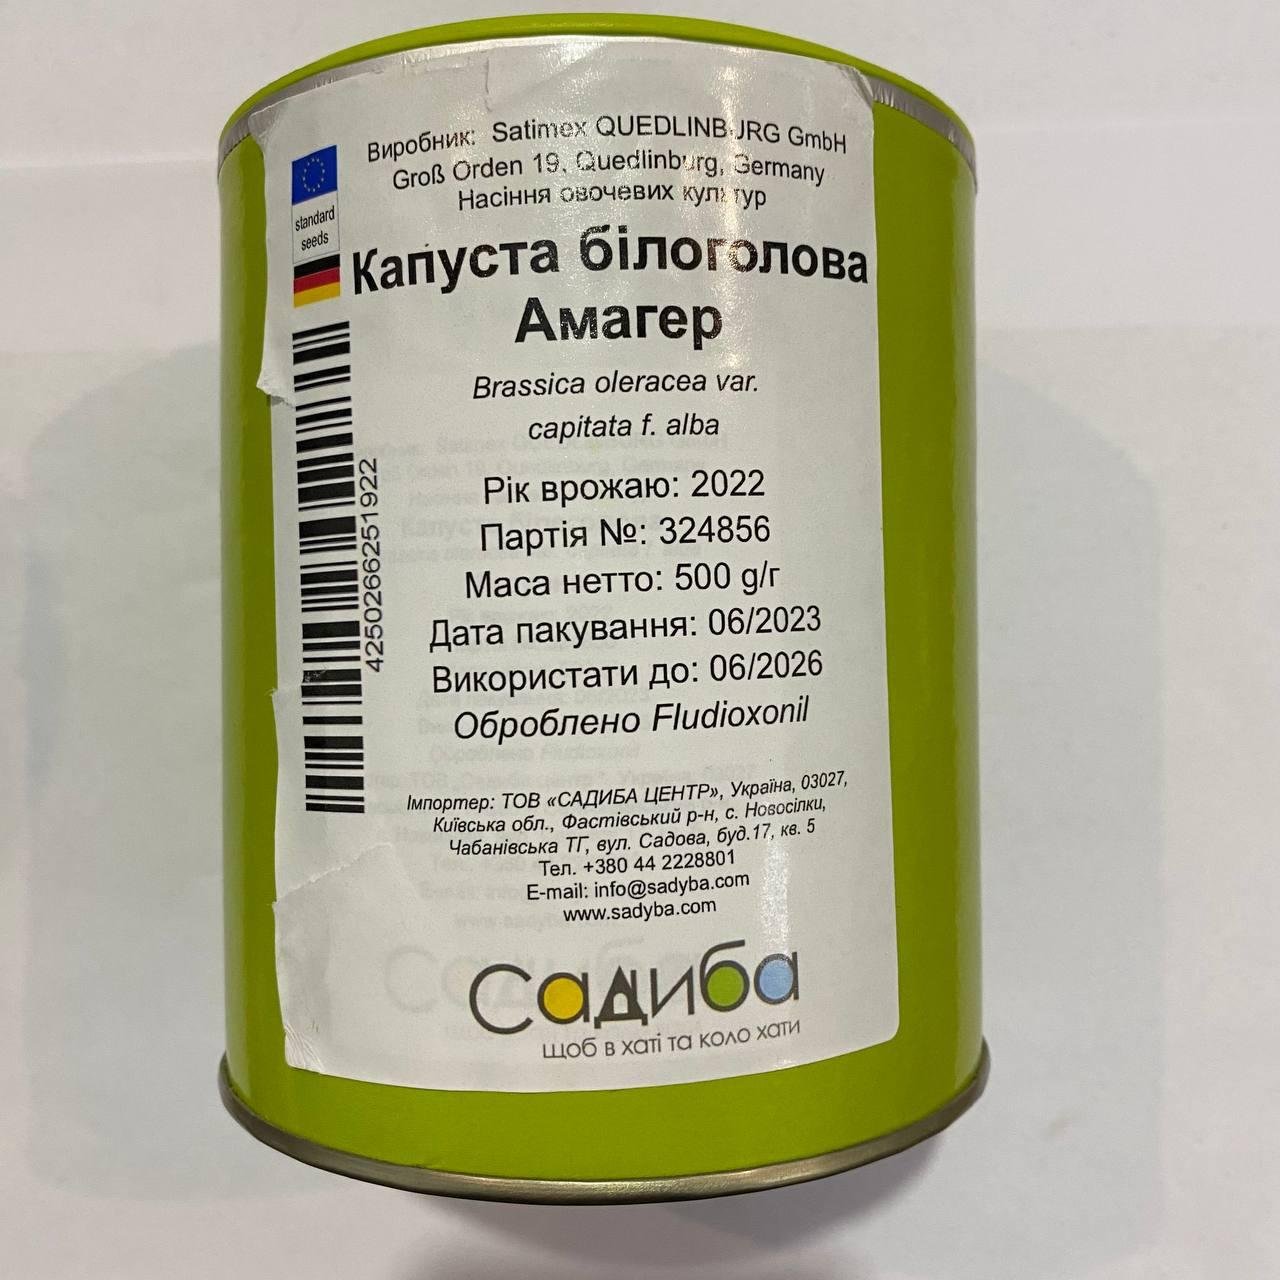 Виробник: Satimex QUEDLINBURG GmbH
Groß Orden 19, Quedlinburg, Germany
Насіння овочевих культур
standard
seeds
Капуста білоголова
Амагер
Brassica oleracea var.
capitata f. alba
4250266251922
Рік врожаю: 2022
Партія №: 324856
Маса нетто: 500 g/г
Дата пакування: 06/2023
Використати до: 06/2026
Оброблено Fludioxonil
Імпортер: ТОВ «САДИБА ЦЕНТР», Україна, 03027,
Київська обл., Фастівський р-н, с. Новосілки,
Чабанівська ТГ, вул. Садова, буд.17, кв. 5
Тел. +380 44 2228801
E-mail: info@sadyba.com
www.sadyba.com
Садиба
щоб в хаті та коло хати